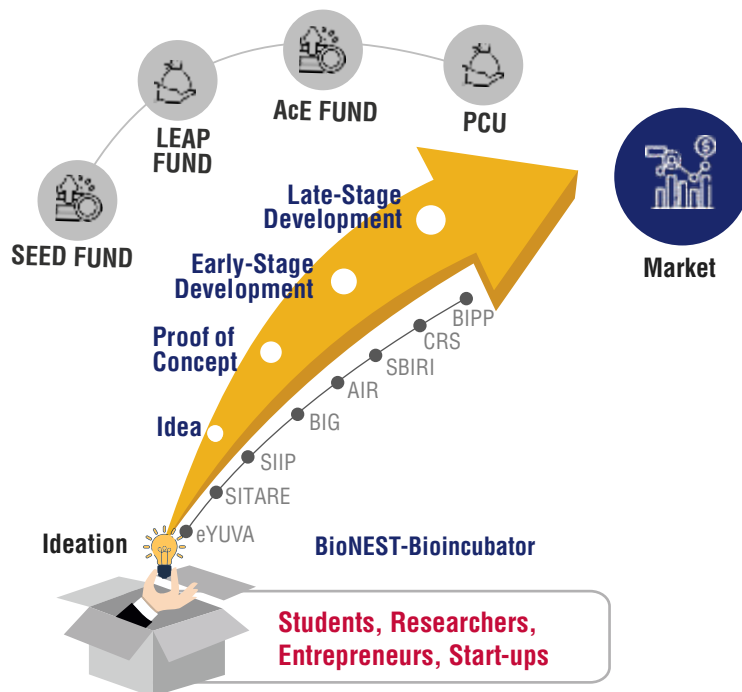 AcE FUND
PCU
LEAP
FUND
SEED FUND
Late-Stage
Development
Market
Early-Stage
Development
Proof of
Concept
Idea
BIPP
CRS
SBIRI
AIR
BIG
SIIP
SITARE
eYUVA
Ideation
BioNEST-Bioincubator
Students, Researchers,
Entrepreneurs, Start-ups
$